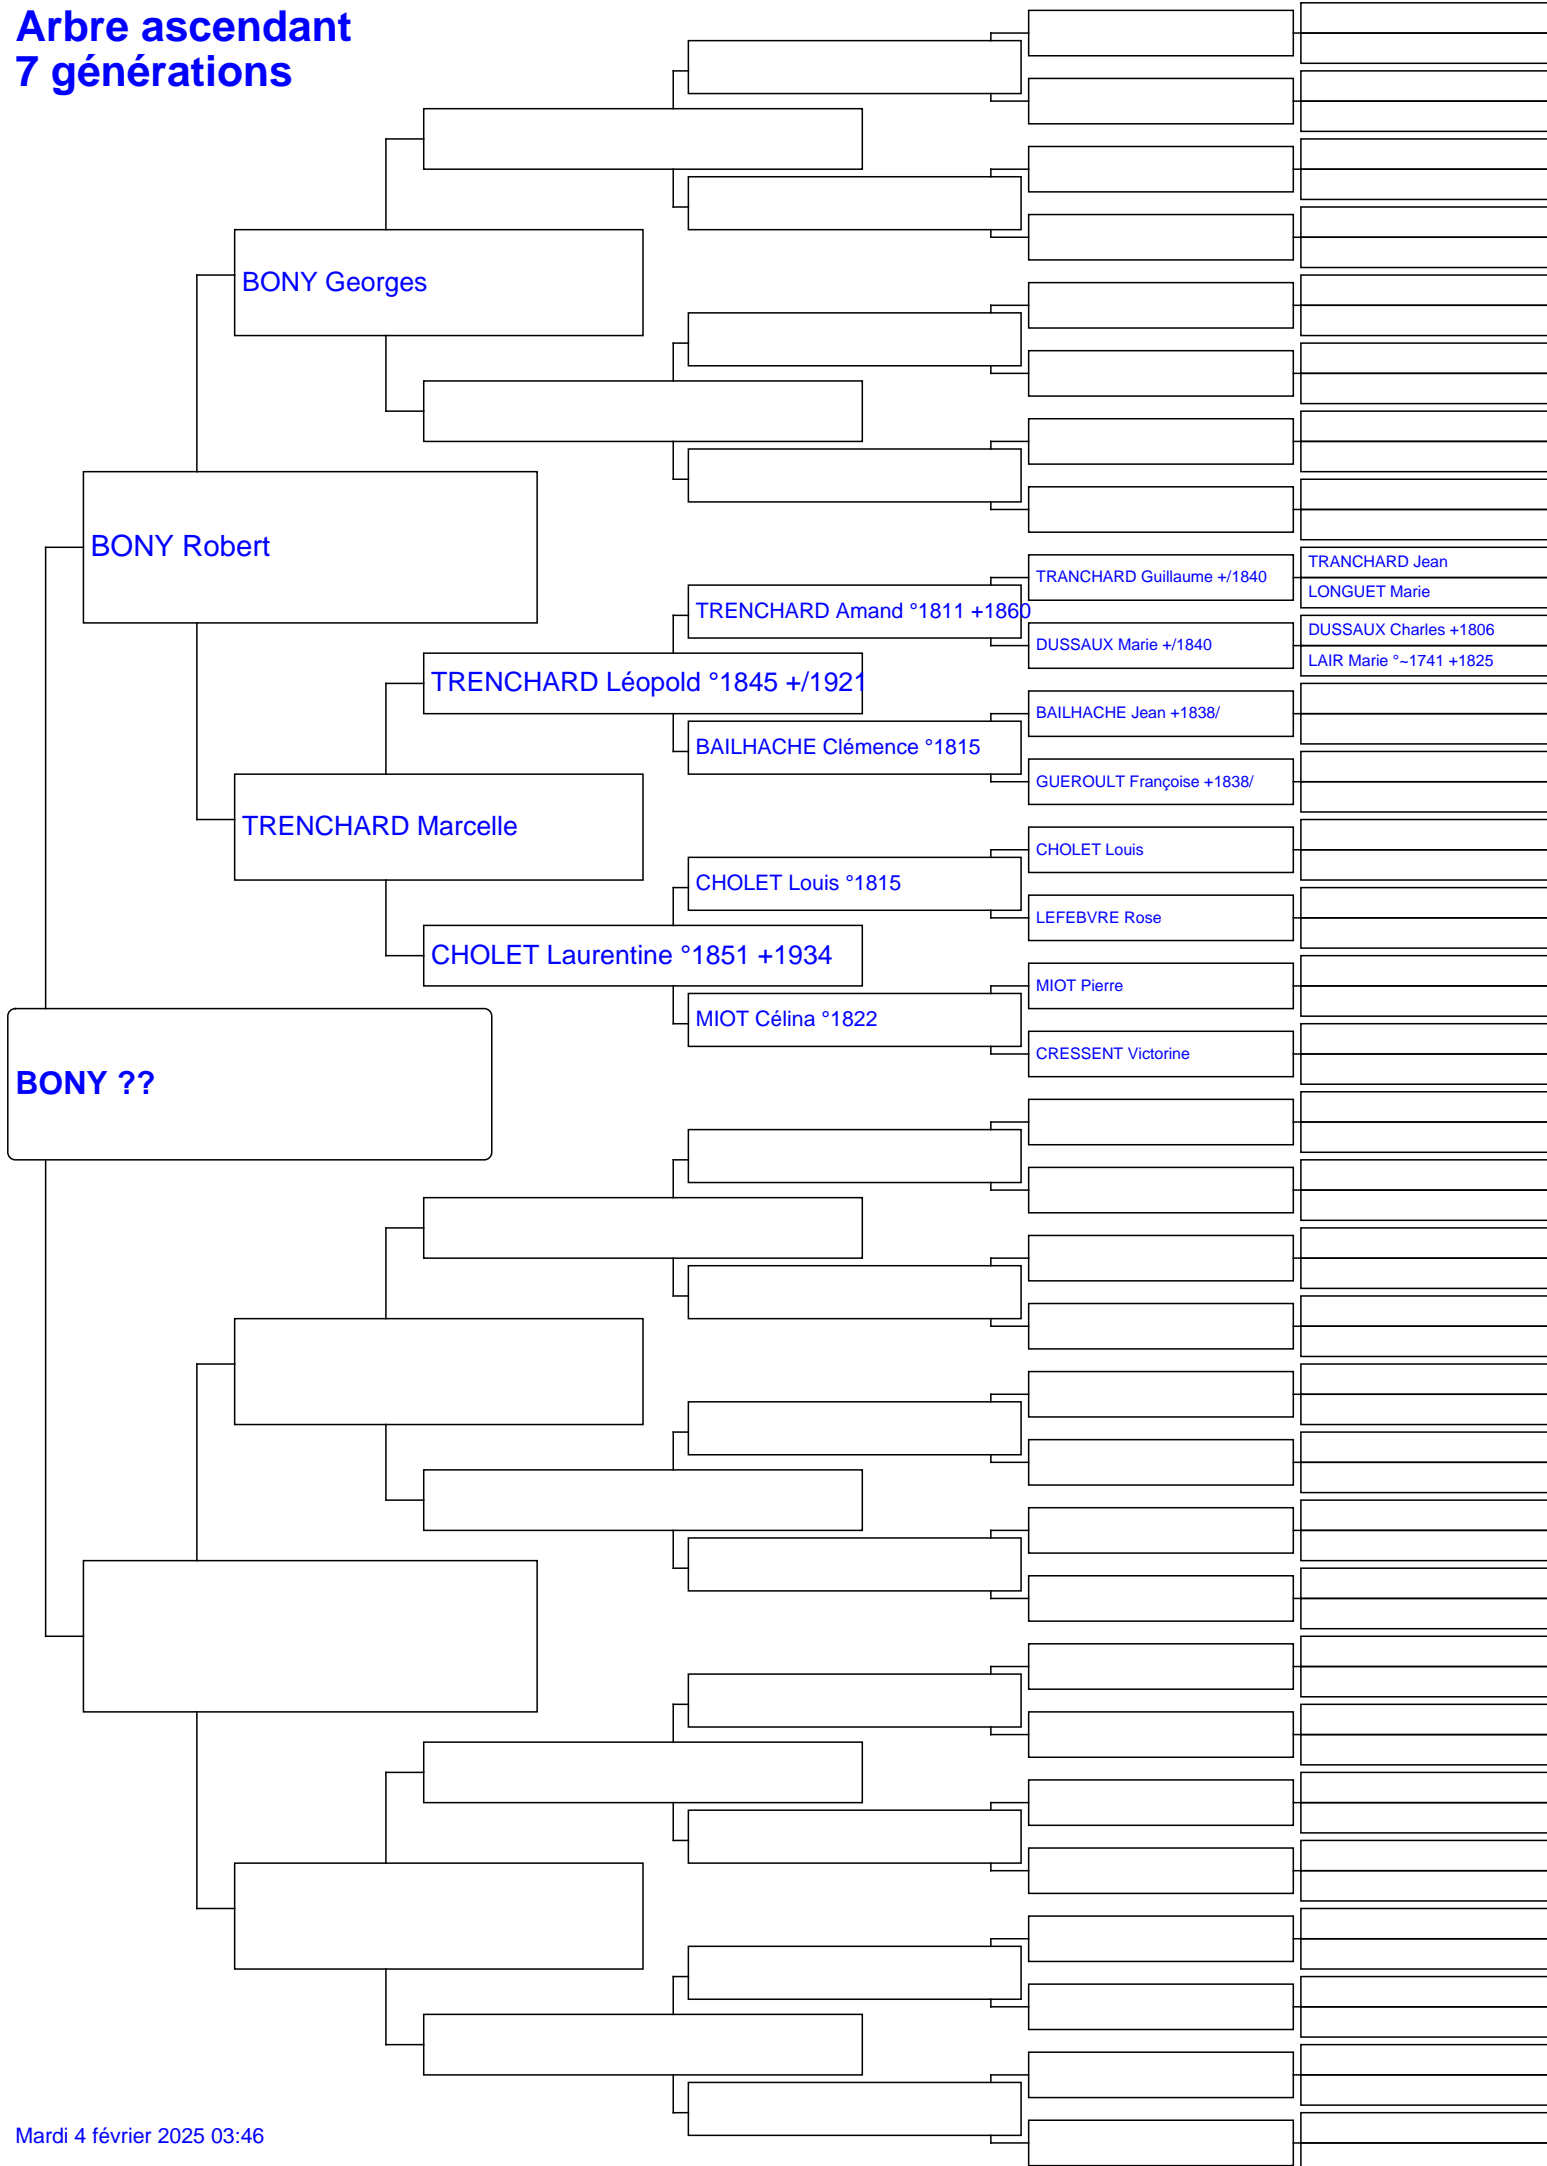 Arbre ascendant
7 générations
BONY Georges
BONY Robert
TRANCHARD Jean
TRANCHARD Guillaume +/1840
LONGUET Marie
TRENCHARD Amand °1811 +1860
DUSSAUX Charles +1806
DUSSAUX Marie +/1840
LAIR Marie °~1741 +1825
TRENCHARD Léopold °1845 +/1921
BAILHACHE Jean +1838/
BAILHACHE Clémence °1815
GUEROULT Françoise +1838/
TRENCHARD Marcelle
CHOLET Louis
CHOLET Louis °1815
LEFEBVRE Rose
CHOLET Laurentine °1851 +1934
MIOT Pierre
MIOT Célina °1822
CRESSENT Victorine
BONY ??
Mardi 4 février 2025 03:46